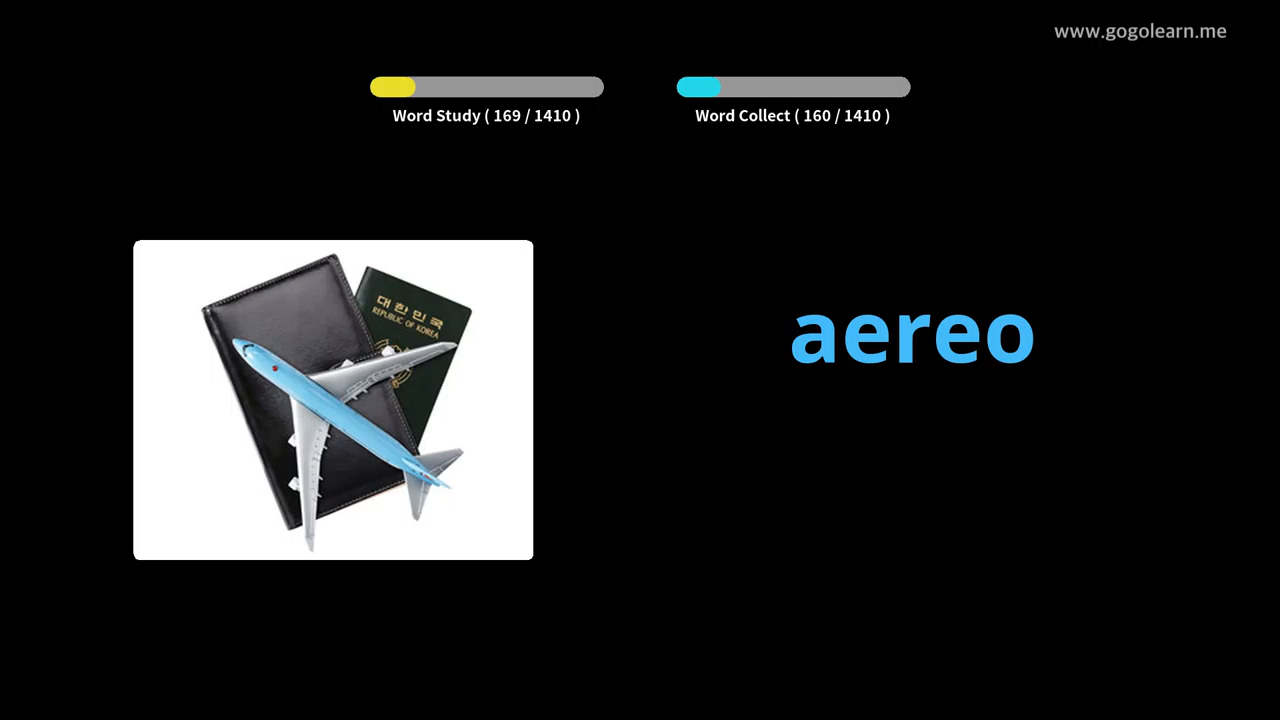 www.gogolearn.me
Word Study ( 169 / 1410 )
Word Collect ( 160 / 1410 )
대한민국
REPUBLIC OF KOREA
aereo